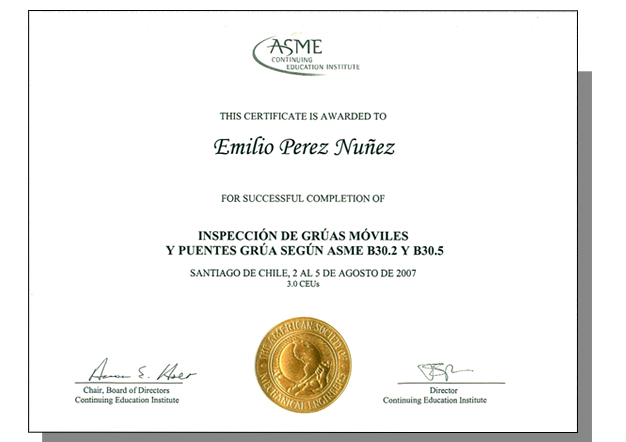 ASME
CONTINUING
EDUCATION INSTITUTE
THIS CERTIFICATE IS AWARDED TO
Emilio Perez Nuñez
FOR SUCCESSFUL COMPLETION OF
INSPECCIÓN DE GRÚAS MÓVILES
Y PUENTES GRÚA SEGÚN ASME B30.2 Y B30.5
SANTIAGO DE CHILE, 2 AL 5 DE AGOSTO DE 2007
3.0 CEUs
THE AMERICAN SOCIETY OF
MECHANICAL ENGINEERS
Chair, Board of Directors
Continuing Education Institute
Director
Continuing Education Institute